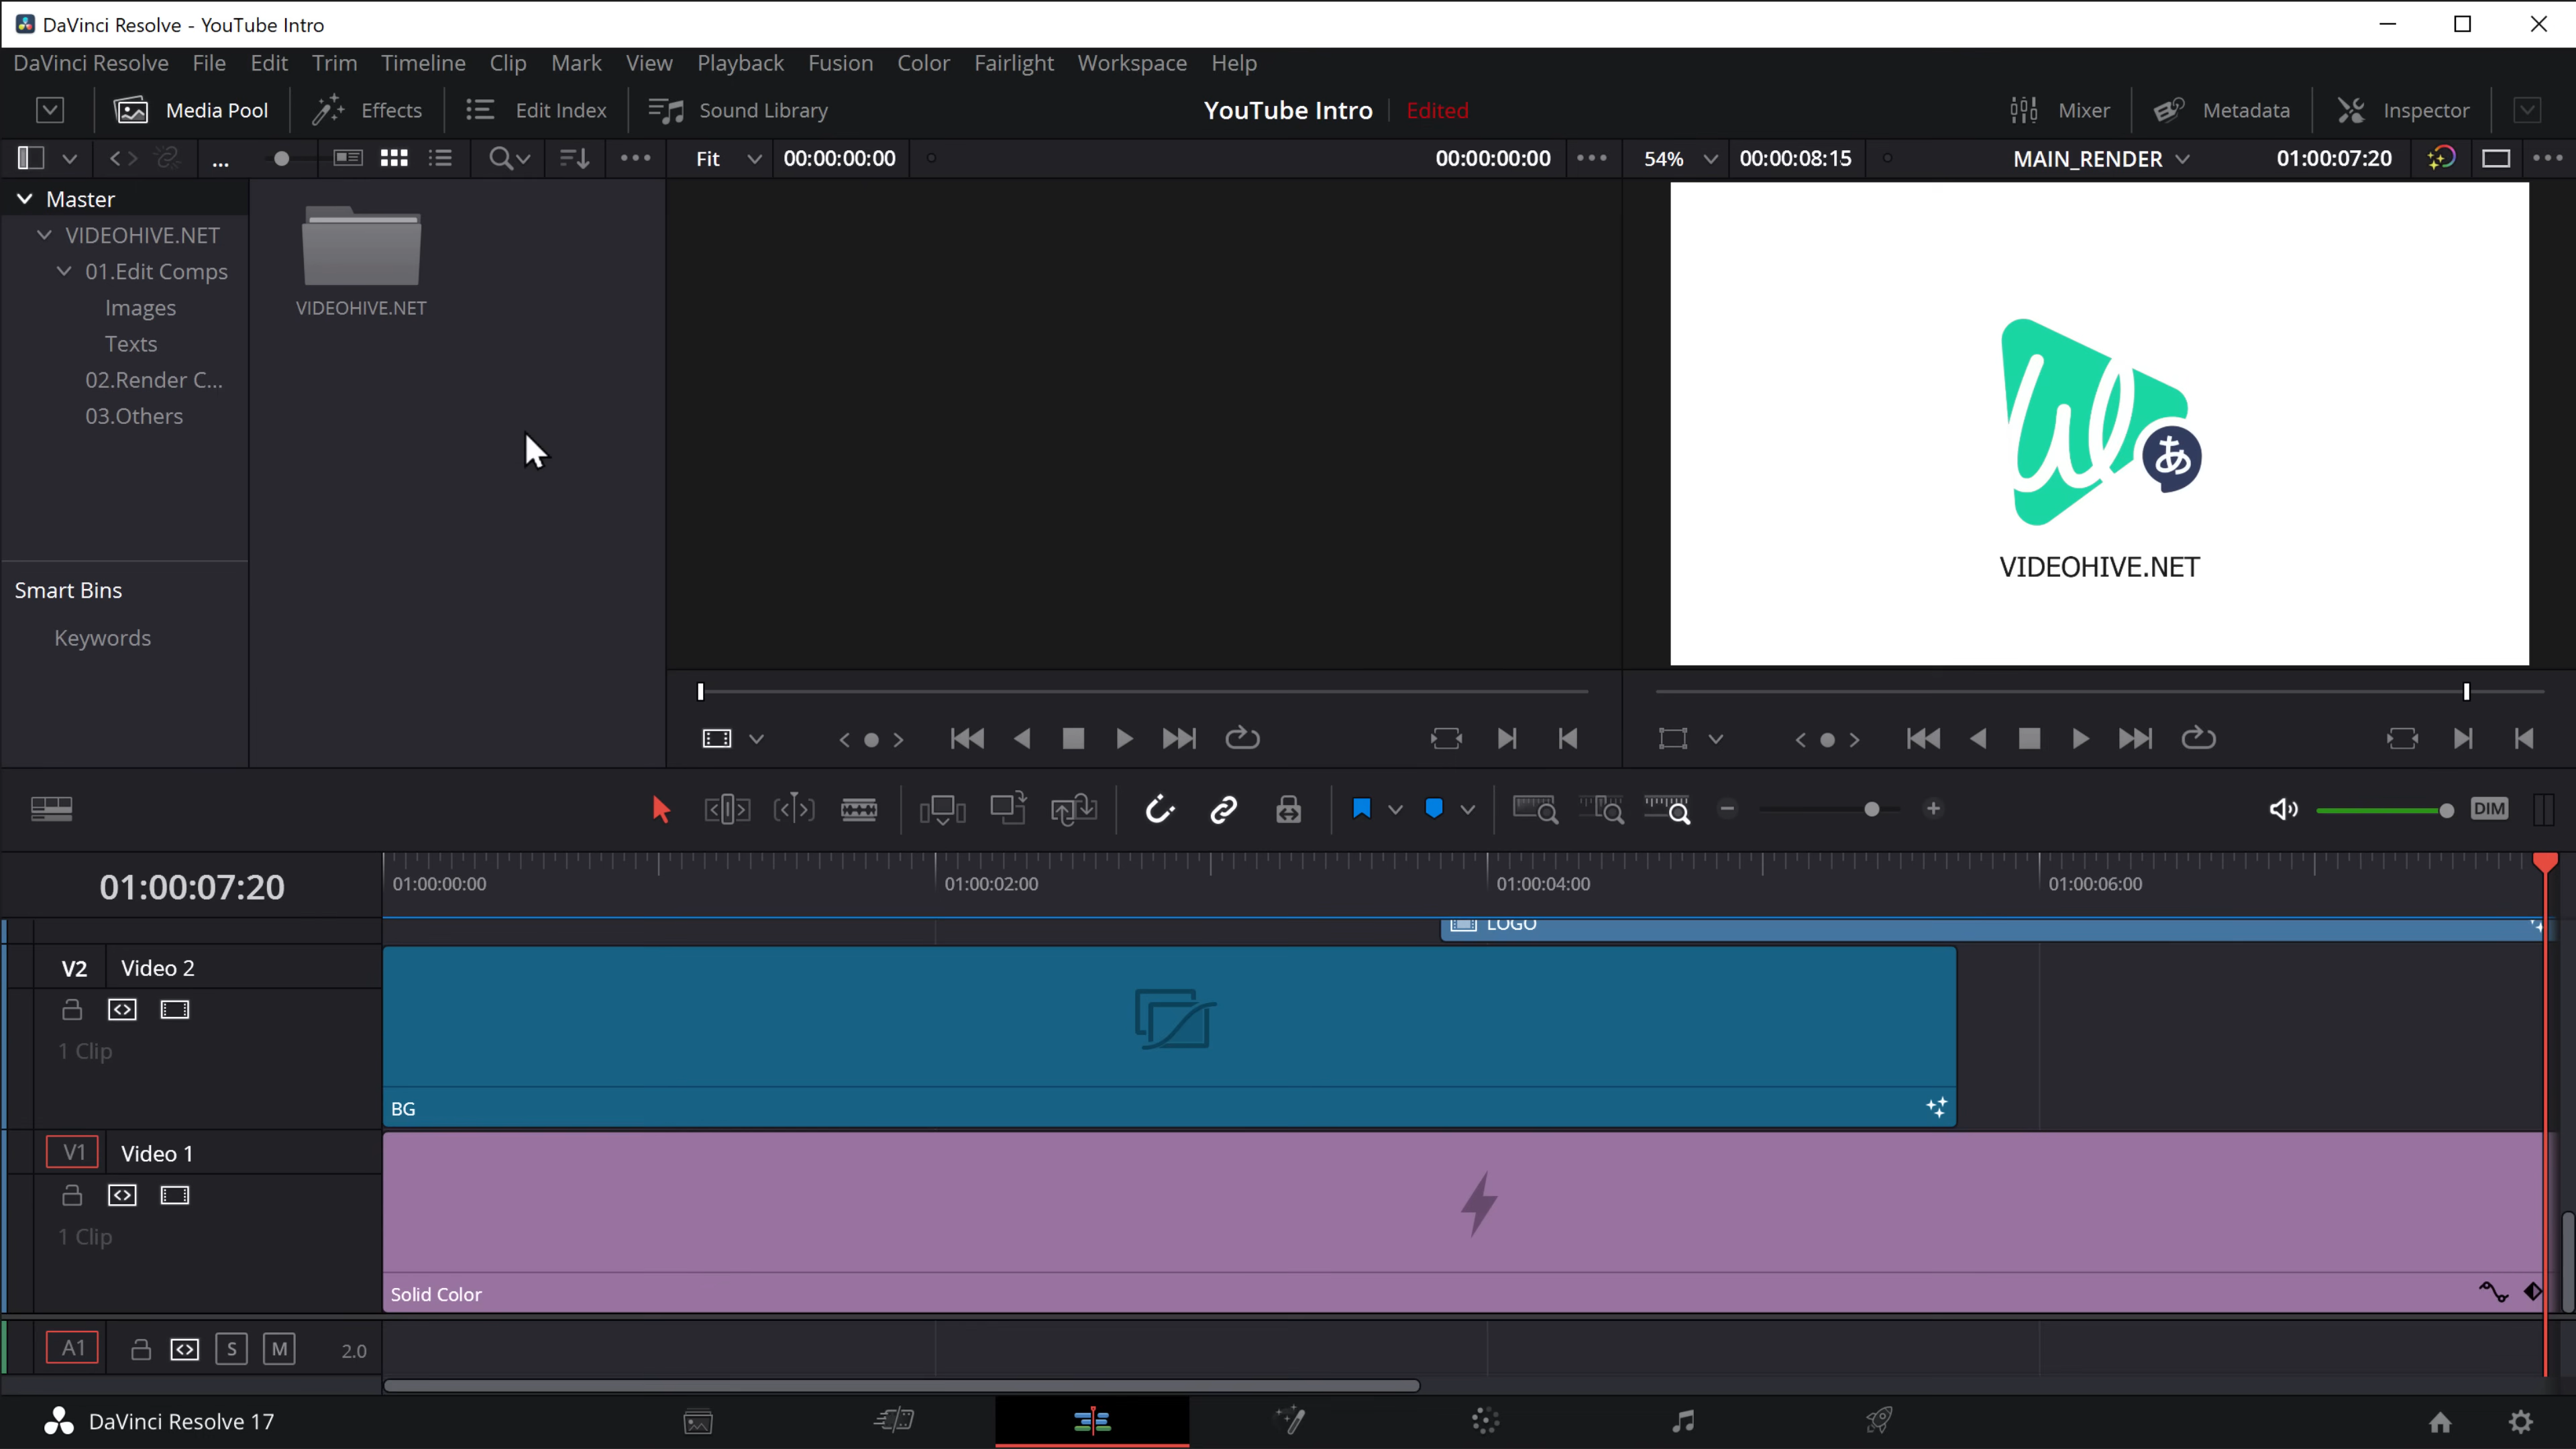 DaVinci Resolve - YouTube Intro
DaVinci Resolve File Edit Trim Timeline Clip Mark View Playback Fusion Color Fairlight Workspace Help
Media Pool Effects Edit Index Sound Library YouTube Intro Edited Mixer Metadata Inspector
... Fit 00:00:00:00 00:00:00:00 54% 00:00:08:15 MAIN_RENDER 01:00:07:20
Master
VIDEOHIVE.NET
01.Edit Comps
Images
Texts
02.Render C...
03.Others
VIDEOHIVE.NET
あ
VIDEOHIVE.NET
Smart Bins
Keywords
DIM
01:00:07:20
01:00:00:00 01:00:02:00 01:00:04:00 01:00:06:00
LOGO
V2 Video 2
1 Clip
BG
V1 Video 1
1 Clip
Solid Color
A1 S M 2.0
DaVinci Resolve 17